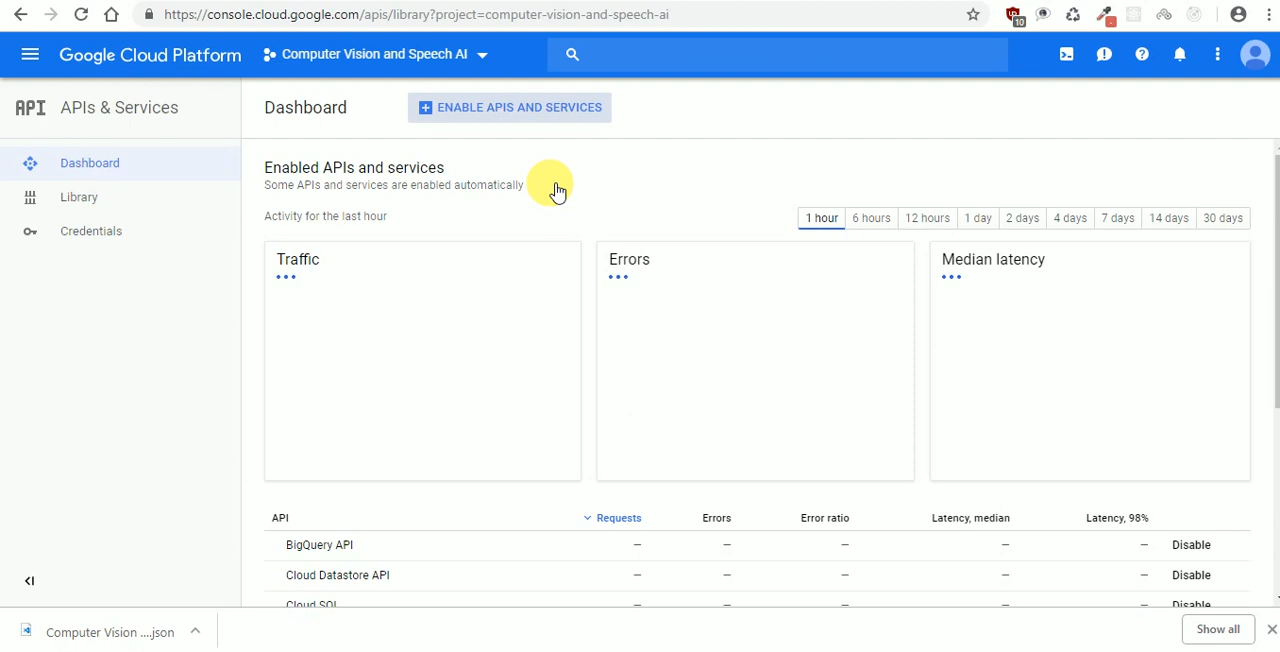 https://console.cloud.google.com/apis/library?project=computer-vision-and-speech-ai
10
Google Cloud Platform
Computer Vision and Speech AI
API APIs & Services
Dashboard
ENABLE APIS AND SERVICES
Dashboard
Library
Credentials
Enabled APIs and services
Some APIs and services are enabled automatically
Activity for the last hour
1 hour 6 hours 12 hours 1 day 2 days 4 days 7 days 14 days 30 days
Traffic
Errors
Median latency
API Requests Errors Error ratio Latency, median Latency, 98%
BigQuery API – – – – – Disable
Cloud Datastore API – – – – – Disable
Cloud SQL – – – – – Disable
Computer Vision ....json
Show all